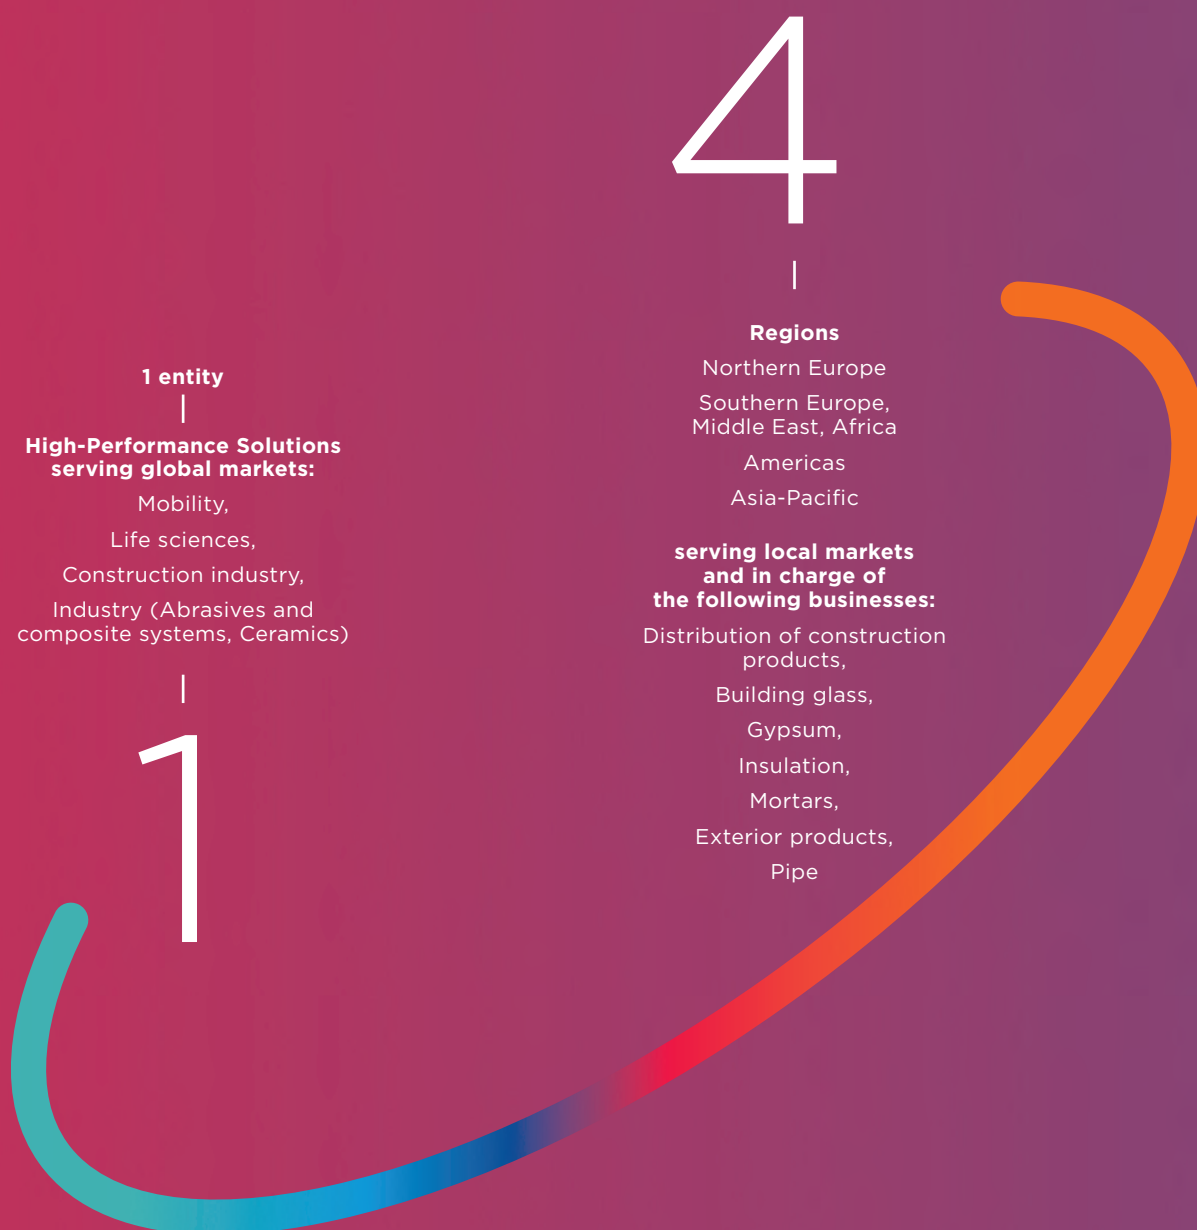 1 entity
High-Performance Solutions
serving global markets:
Mobility,
Life sciences,
Construction industry,
Industry (Abrasives and
composite systems, Ceramics)
1
4
Regions
Northern Europe
Southern Europe,
Middle East, Africa
Americas
Asia-Pacific
serving local markets
and in charge of
the following businesses:
Distribution of construction
products,
Building glass,
Gypsum,
Insulation,
Mortars,
Exterior products,
Pipe